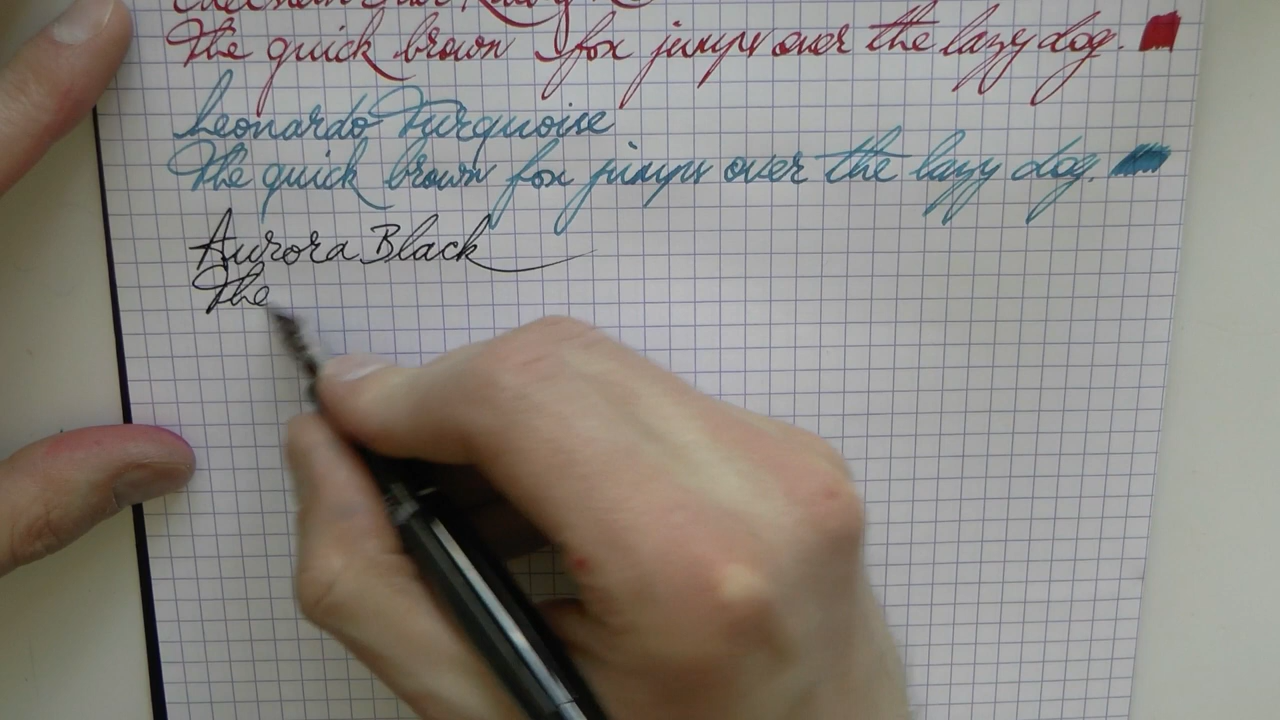 The quick brown fox jumps over the lazy dog.
Leonardo Turquoise
The quick brown fox jumps over the lazy dog.
Aurora Black
The